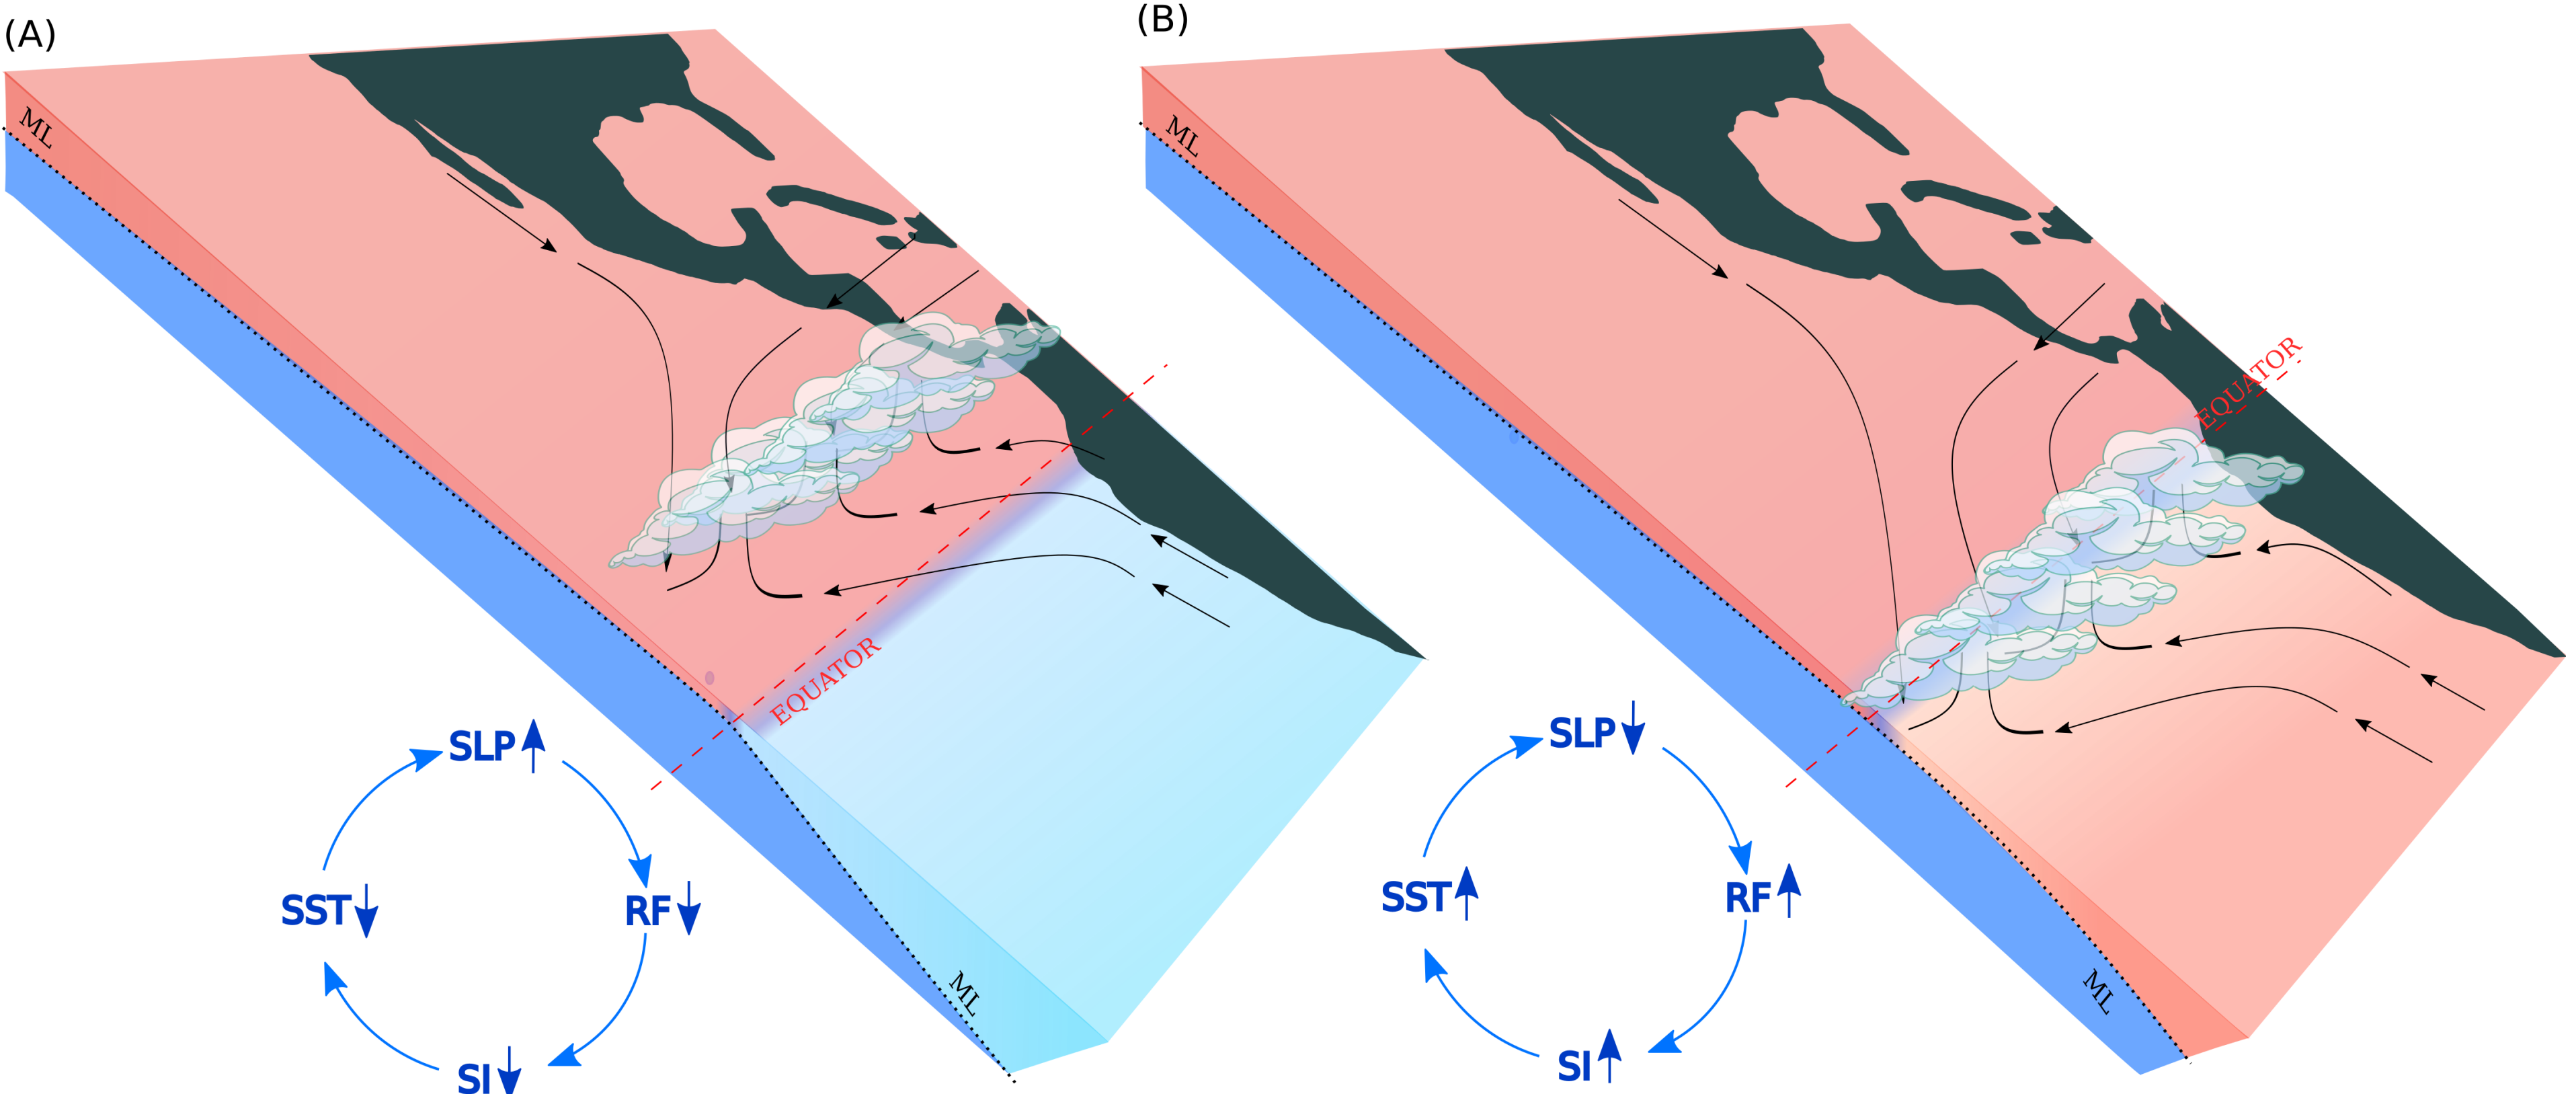 (A)
ML
EQUATOR
ML
SLP
RF
SI
SST
(B)
ML
EQUATOR
ML
SLP
RF
SI
SST